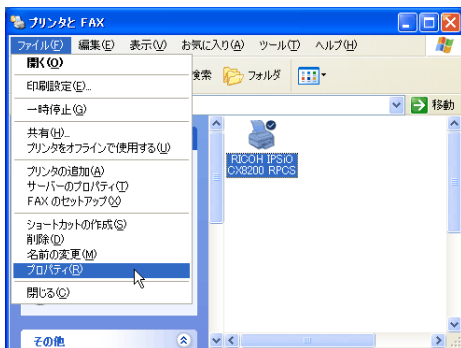 プリンタと FAX
ファイル(F) 編集(E) 表示(V) お気に入り(A) ツール(T) ヘルプ(H)
開く(O)
印刷設定(E)...
一時停止(G)
共有(H)...
プリンタをオフラインで使用する(U)
プリンタの追加(A)
サーバーのプロパティ(T)
FAX のセットアップ(X)
ショートカットの作成(S)
削除(D)
名前の変更(M)
プロパティ(R)
閉じる(C)
検索 フォルダ
移動
RICOH IPSiO
CX8200 RPCS
その他